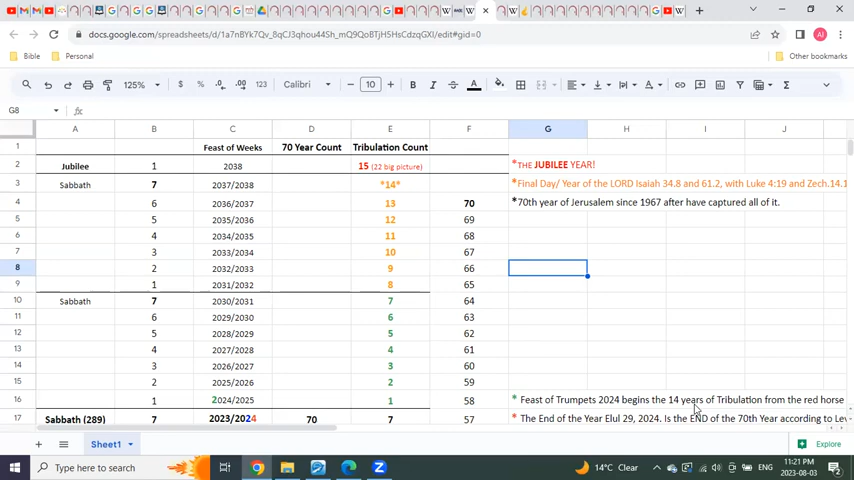 docs.google.com/spreadsheets/d/1a7nBYk7Qv_8qCJ3qhou44Sh_mQ9QoBTjH5HsCdzQGXI/edit#gid=0
Bible Personal Other bookmarks
125% $ % .0 .00 123 Calibri 10 B I A
G8 fx
A B C D E F G H I J
1 Feast of Weeks 70 Year Count Tribulation Count
2 Jubilee 1 2038 15 (22 big picture) *THE JUBILEE YEAR!
3 Sabbath 7 2037/2038 *14* *Final Day/ Year of the LORD Isaiah 34.8 and 61.2, with Luke 4:19 and Zech.14.1
4 6 2036/2037 13 70 *70th year of Jerusalem since 1967 after have captured all of it.
5 5 2035/2036 12 69
6 4 2034/2035 11 68
7 3 2033/2034 10 67
8 2 2032/2033 9 66
9 1 2031/2032 8 65
10 Sabbath 7 2030/2031 7 64
11 6 2029/2030 6 63
12 5 2028/2029 5 62
13 4 2027/2028 4 61
14 3 2026/2027 3 60
15 2 2025/2026 2 59
16 1 2024/2025 1 58 * Feast of Trumpets 2024 begins the 14 years of Tribulation from the red horse
17 Sabbath (289) 7 2023/2024 70 7 57 * The End of the Year Elul 29, 2024. Is the END of the 70th Year according to Lev
Sheet1 Explore
Type here to search 14°C Clear ENG 11:21 PM
2023-08-03